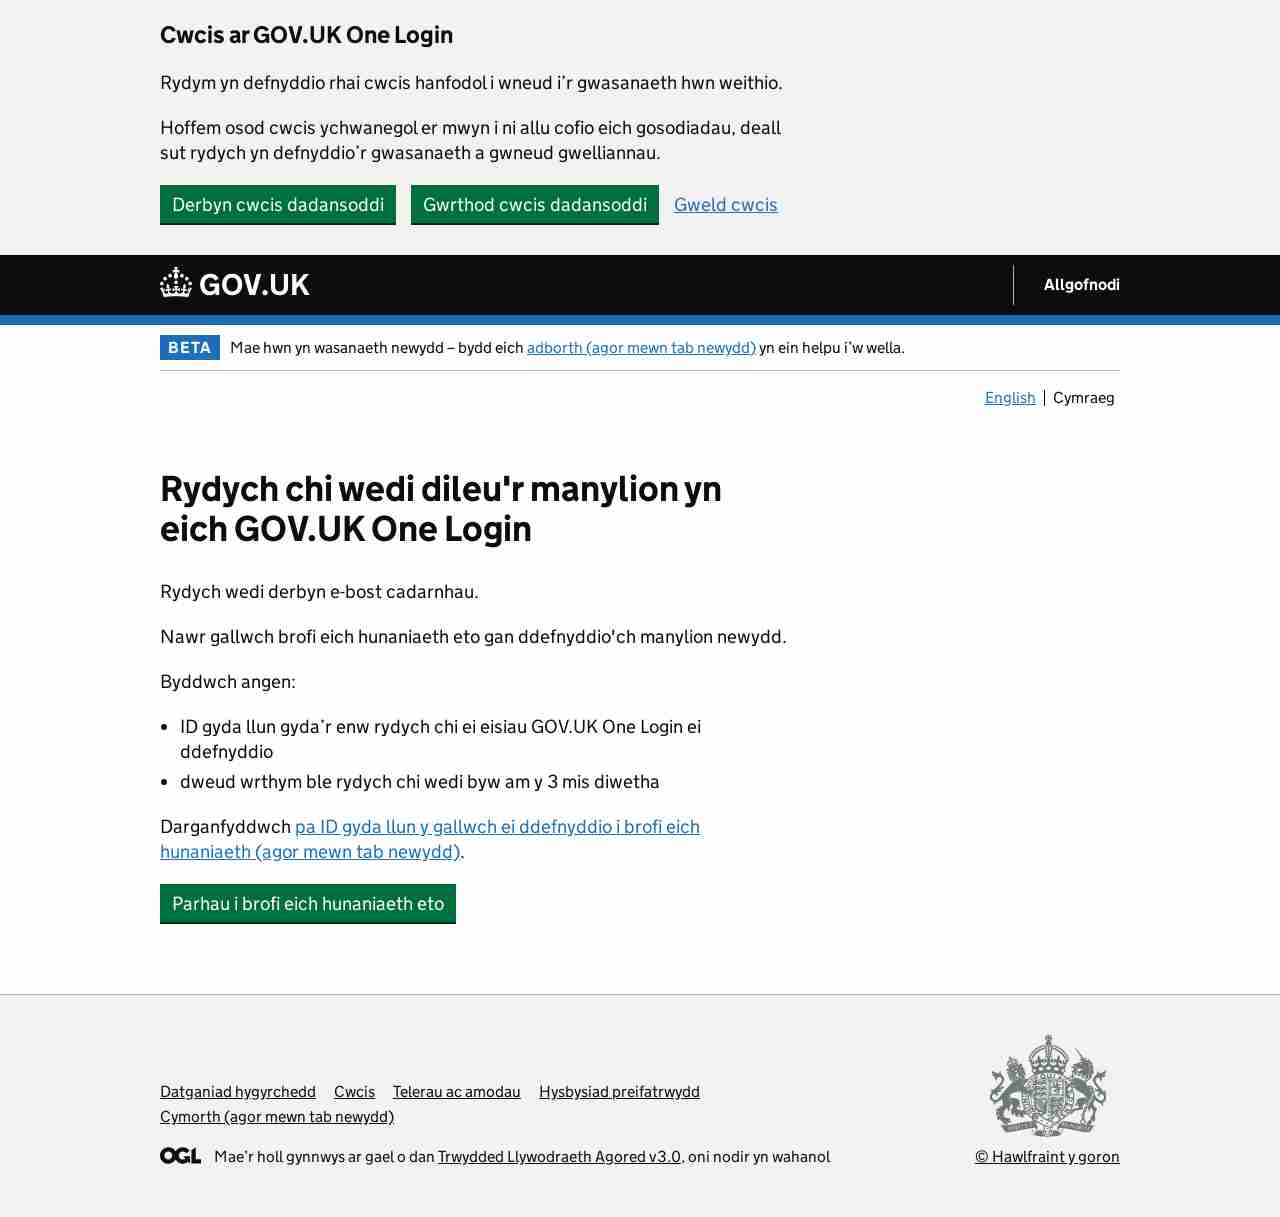 Cwcis ar GOV.UK One Login
Rydym yn defnyddio rhai cwcis hanfodol i wneud i’r gwasanaeth hwn weithio.
Hoffem osod cwcis ychwanegol er mwyn i ni allu cofio eich gosodiadau, deall
sut rydych yn defnyddio’r gwasanaeth a gwneud gwelliannau.
Derbyn cwcis dadansoddi Gwrthod cwcis dadansoddi Gweld cwcis
GOV.UK Allgofnodi
BETA Mae hwn yn wasanaeth newydd – bydd eich adborth (agor mewn tab newydd) yn ein helpu i’w wella.
English Cymraeg
Rydych chi wedi dileu'r manylion yn
eich GOV.UK One Login
Rydych wedi derbyn e-bost cadarnhau.
Nawr gallwch brofi eich hunaniaeth eto gan ddefnyddio'ch manylion newydd.
Byddwch angen:
• ID gyda llun gyda’r enw rydych chi ei eisiau GOV.UK One Login ei
ddefnyddio
• dweud wrthym ble rydych chi wedi byw am y 3 mis diwetha
Darganfyddwch pa ID gyda llun y gallwch ei ddefnyddio i brofi eich
hunaniaeth (agor mewn tab newydd).
Parhau i brofi eich hunaniaeth eto
Datganiad hygyrchedd Cwcis Telerau ac amodau Hysbysiad preifatrwydd
Cymorth (agor mewn tab newydd)
OGL Mae’r holl gynnwys ar gael o dan Trwydded Llywodraeth Agored v3.0, oni nodir yn wahanol
© Hawlfraint y goron